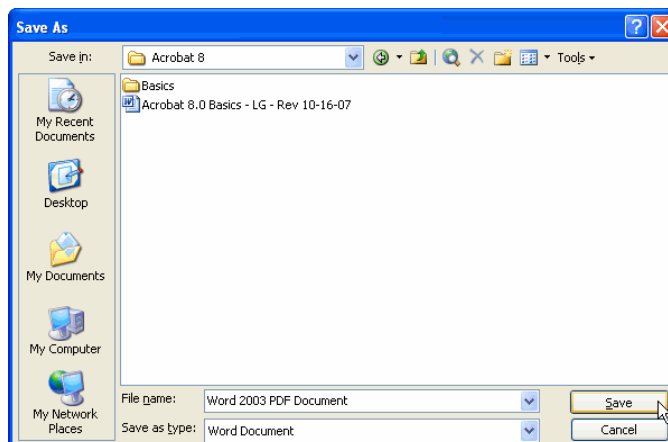 Save As
Save in:
Acrobat 8
Tools
My Recent
Documents
Desktop
My Documents
My Computer
My Network
Places
Basics
Acrobat 8.0 Basics - LG - Rev 10-16-07
File name:
Word 2003 PDF Document
Save
Save as type:
Word Document
Cancel